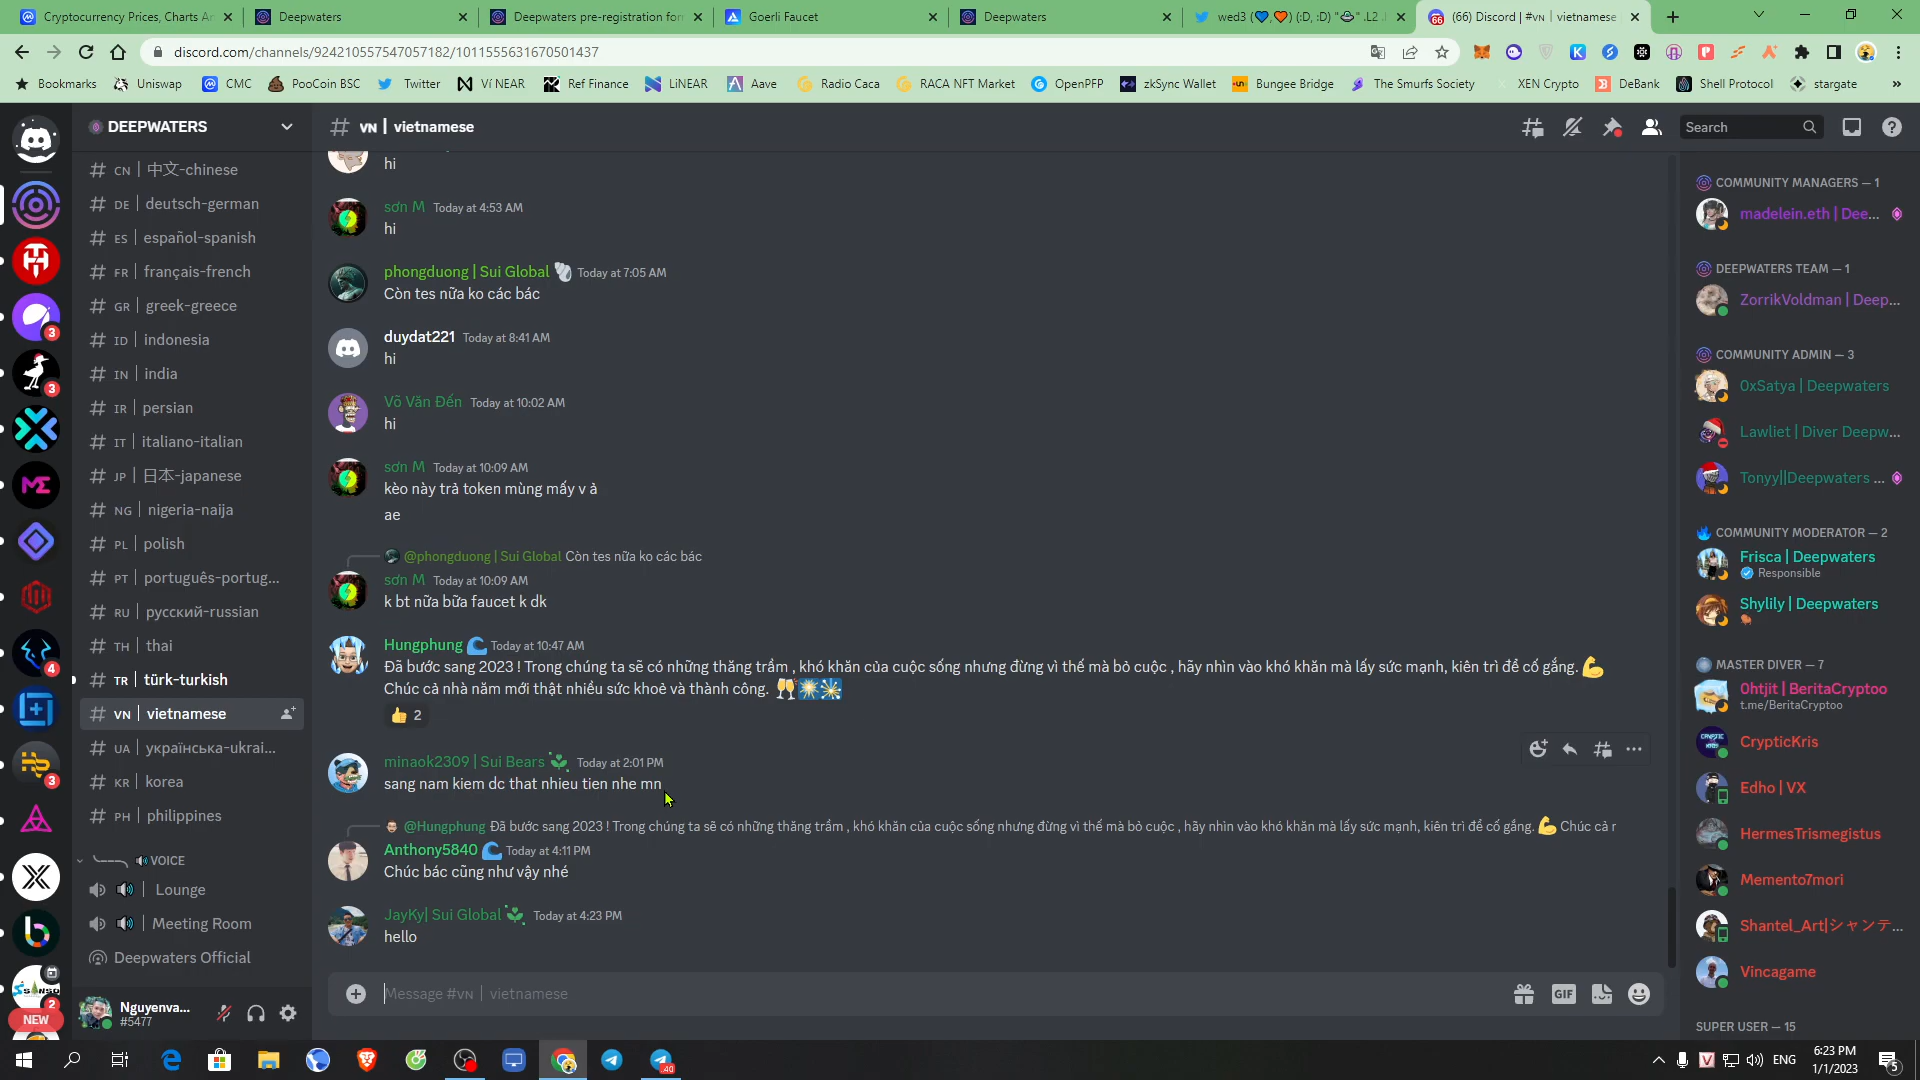 Cryptocurrency Prices, Charts Ar
Deepwaters
Deepwaters pre-registration for
Goerli Faucet
Deepwaters
wed3 (💙,🧡) (:D, :D) "🛸" .L2 .
(66) Discord | #VN | vietnamese
discord.com/channels/924210557547057182/1011555631670501437
Bookmarks
Uniswap
CMC
PooCoin BSC
Twitter
Ví NEAR
Ref Finance
LiNEAR
Aave
Radio Caca
RACA NFT Market
OpenPFP
zkSync Wallet
Bungee Bridge
The Smurfs Society
XEN Crypto
DeBank
Shell Protocol
stargate
»
DEEPWATERS
# VN | vietnamese
Search
# CN | 中文-chinese
# DE | deutsch-german
# ES | español-spanish
# FR | français-french
# GR | greek-greece
# ID | indonesia
# IN | india
# IR | persian
# IT | italiano-italian
# JP | 日本-japanese
# NG | nigeria-naija
# PL | polish
# PT | português-portug...
# RU | русский-russian
# TH | thai
# TR | türk-turkish
# VN | vietnamese
# UA | українська-ukrai...
# KR | korea
# PH | philippines
VOICE
Lounge
Meeting Room
Deepwaters Official
Nguyenva...
#5477
3
3
4
3
2
NEW
hi
sơn M Today at 4:53 AM
hi
phongduong | Sui Global Today at 7:05 AM
Còn tes nữa ko các bác
duydat221 Today at 8:41 AM
hi
Võ Văn Đến Today at 10:02 AM
hi
sơn M Today at 10:09 AM
kèo này trả token mùng mấy v ả
ae
@phongduong | Sui Global Còn tes nữa ko các bác
sơn M Today at 10:09 AM
k bt nữa bữa faucet k dk
Hungphung 🌊 Today at 10:47 AM
Đã bước sang 2023 ! Trong chúng ta sẽ có những thăng trầm , khó khăn của cuộc sống nhưng đừng vì thế mà bỏ cuộc , hãy nhìn vào khó khăn mà lấy sức mạnh, kiên trì để cố gắng. 💪
Chúc cả nhà năm mới thật nhiều sức khoẻ và thành công. 🥂🎇🎆
👍 2
minaok2309 | Sui Bears Today at 2:01 PM
sang nam kiem dc that nhieu tien nhe mn
@Hungphung Đã bước sang 2023 ! Trong chúng ta sẽ có những thăng trầm , khó khăn của cuộc sống nhưng đừng vì thế mà bỏ cuộc , hãy nhìn vào khó khăn mà lấy sức mạnh, kiên trì để cố gắng. 💪 Chúc cả r
Anthony5840 🌊 Today at 4:11 PM
Chúc bác cũng như vậy nhé
JayKy| Sui Global Today at 4:23 PM
hello
Message #VN | vietnamese
GIF
COMMUNITY MANAGERS — 1
madelein.eth | Dee...
DEEPWATERS TEAM — 1
ZorrikVoldman | Deep...
COMMUNITY ADMIN — 3
0xSatya | Deepwaters
Lawliet | Diver Deepw...
Tonyy||Deepwaters ...
COMMUNITY MODERATOR — 2
Frisca | Deepwaters
Responsible
Shylily | Deepwaters
MASTER DIVER — 7
0htjit | BeritaCryptoo
t.me/BeritaCryptoo
CrypticKris
Edho | VX
HermesTrismegistus
Memento7mori
Shantel_Art|シャンテ...
Vincagame
SUPER USER — 15
40
ENG
6:23 PM
1/1/2023
5